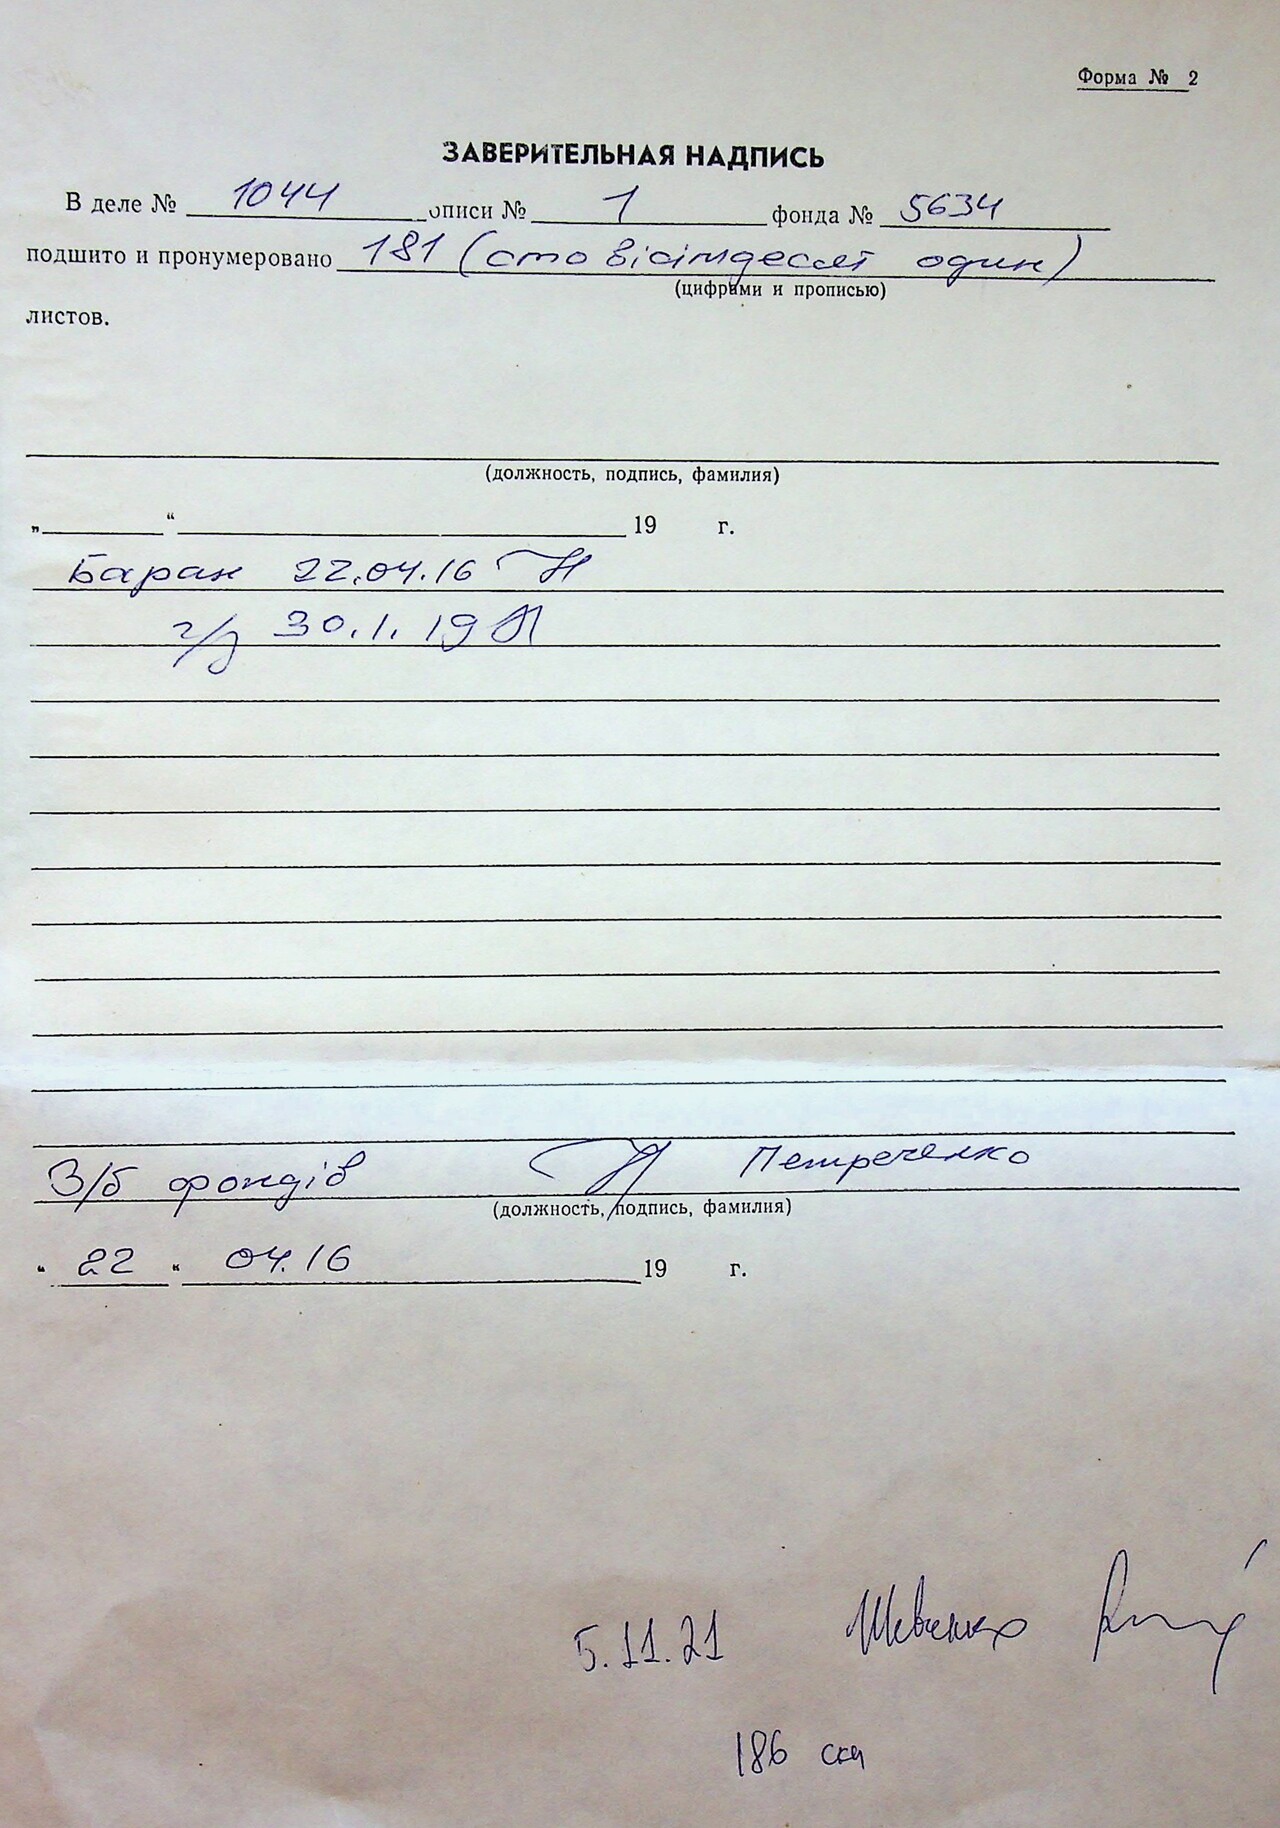 Форма № 2
ЗАВЕРИТЕЛЬНАЯ НАДПИСЬ
В деле № 1044 описи № 1 фонда № 5634
подшито и пронумеровано 181 (сто вісімдесят один)
(цифрами и прописью)
листов.
(должность, подпись, фамилия)
„ “ 19 г.
Баран 22.04.16
г/з 30.1.19
З/б фондів Петреченко
(должность, подпись, фамилия)
“ 22 “ 04.16 19 г.
5.11.21 Шевченко
186 ск